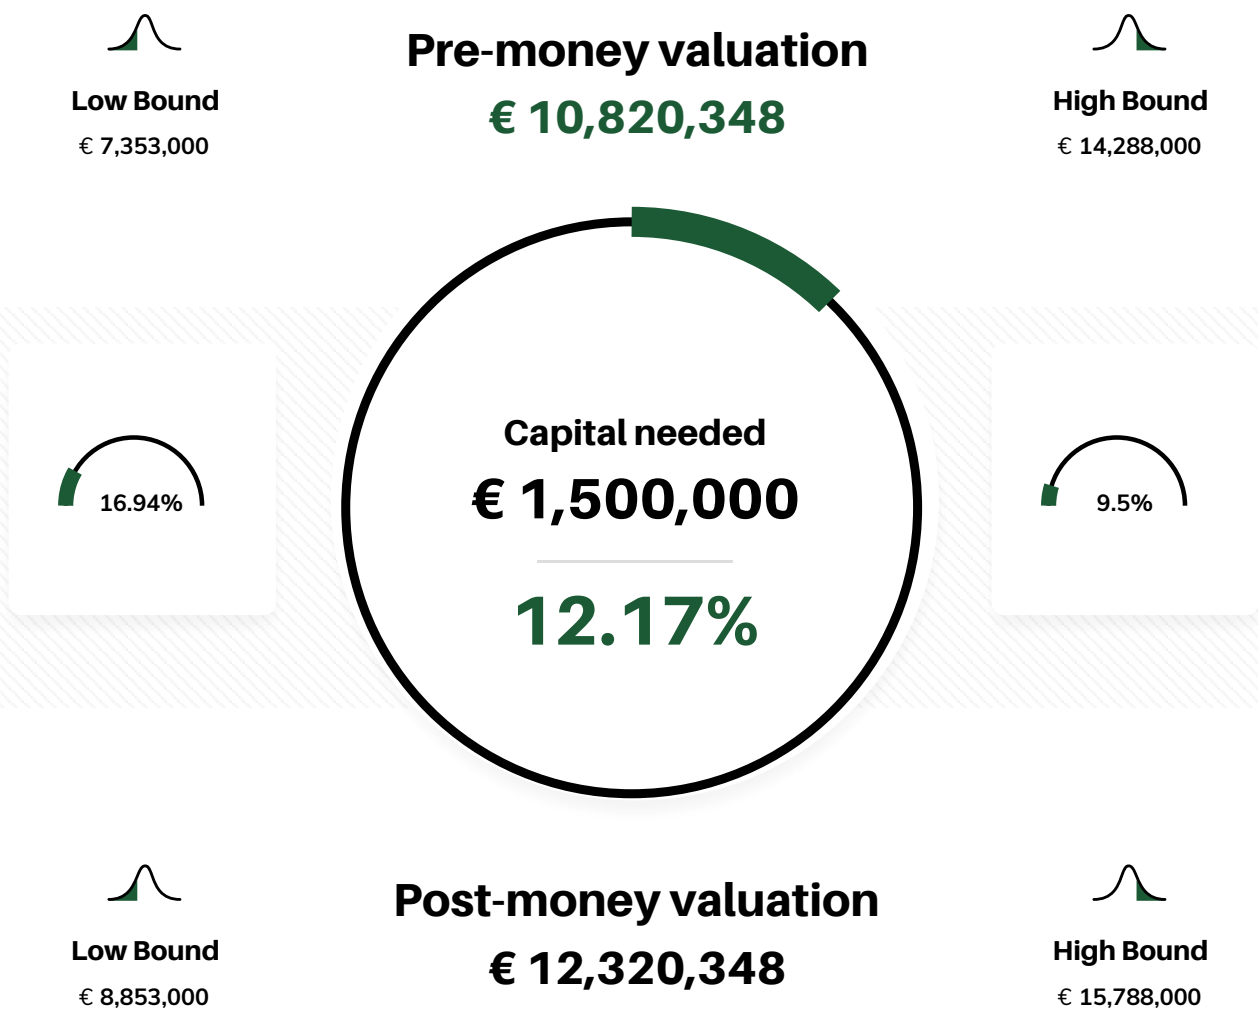 Pre-money valuation
€ 10,820,348
Low Bound
€ 7,353,000
High Bound
€ 14,288,000
16.94%
Capital needed
€ 1,500,000
12.17%
9.5%
Post-money valuation
€ 12,320,348
Low Bound
€ 8,853,000
High Bound
€ 15,788,000